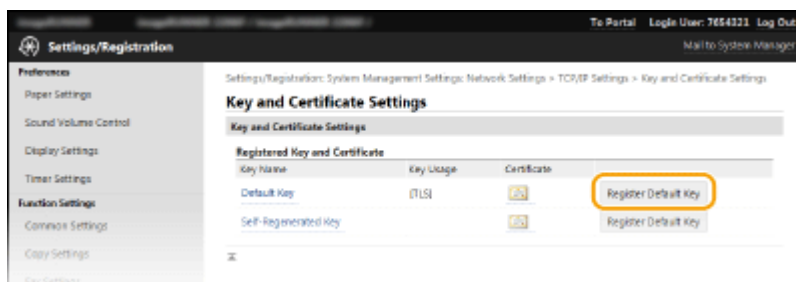 To Portal Login User: 7654321 Log Out
Settings/Registration
Mail to System Manager
Preferences
Paper Settings
Sound Volume Control
Display Settings
Timer Settings
Function Settings
Common Settings
Copy Settings
Settings/Registration: System Management Settings: Network Settings > TCP/IP Settings > Key and Certificate Settings
Key and Certificate Settings
Key and Certificate Settings
Registered Key and Certificate
Key Name Key Usage Certificate
Default Key [TLS] Register Default Key
Self-Regenerated Key Register Default Key